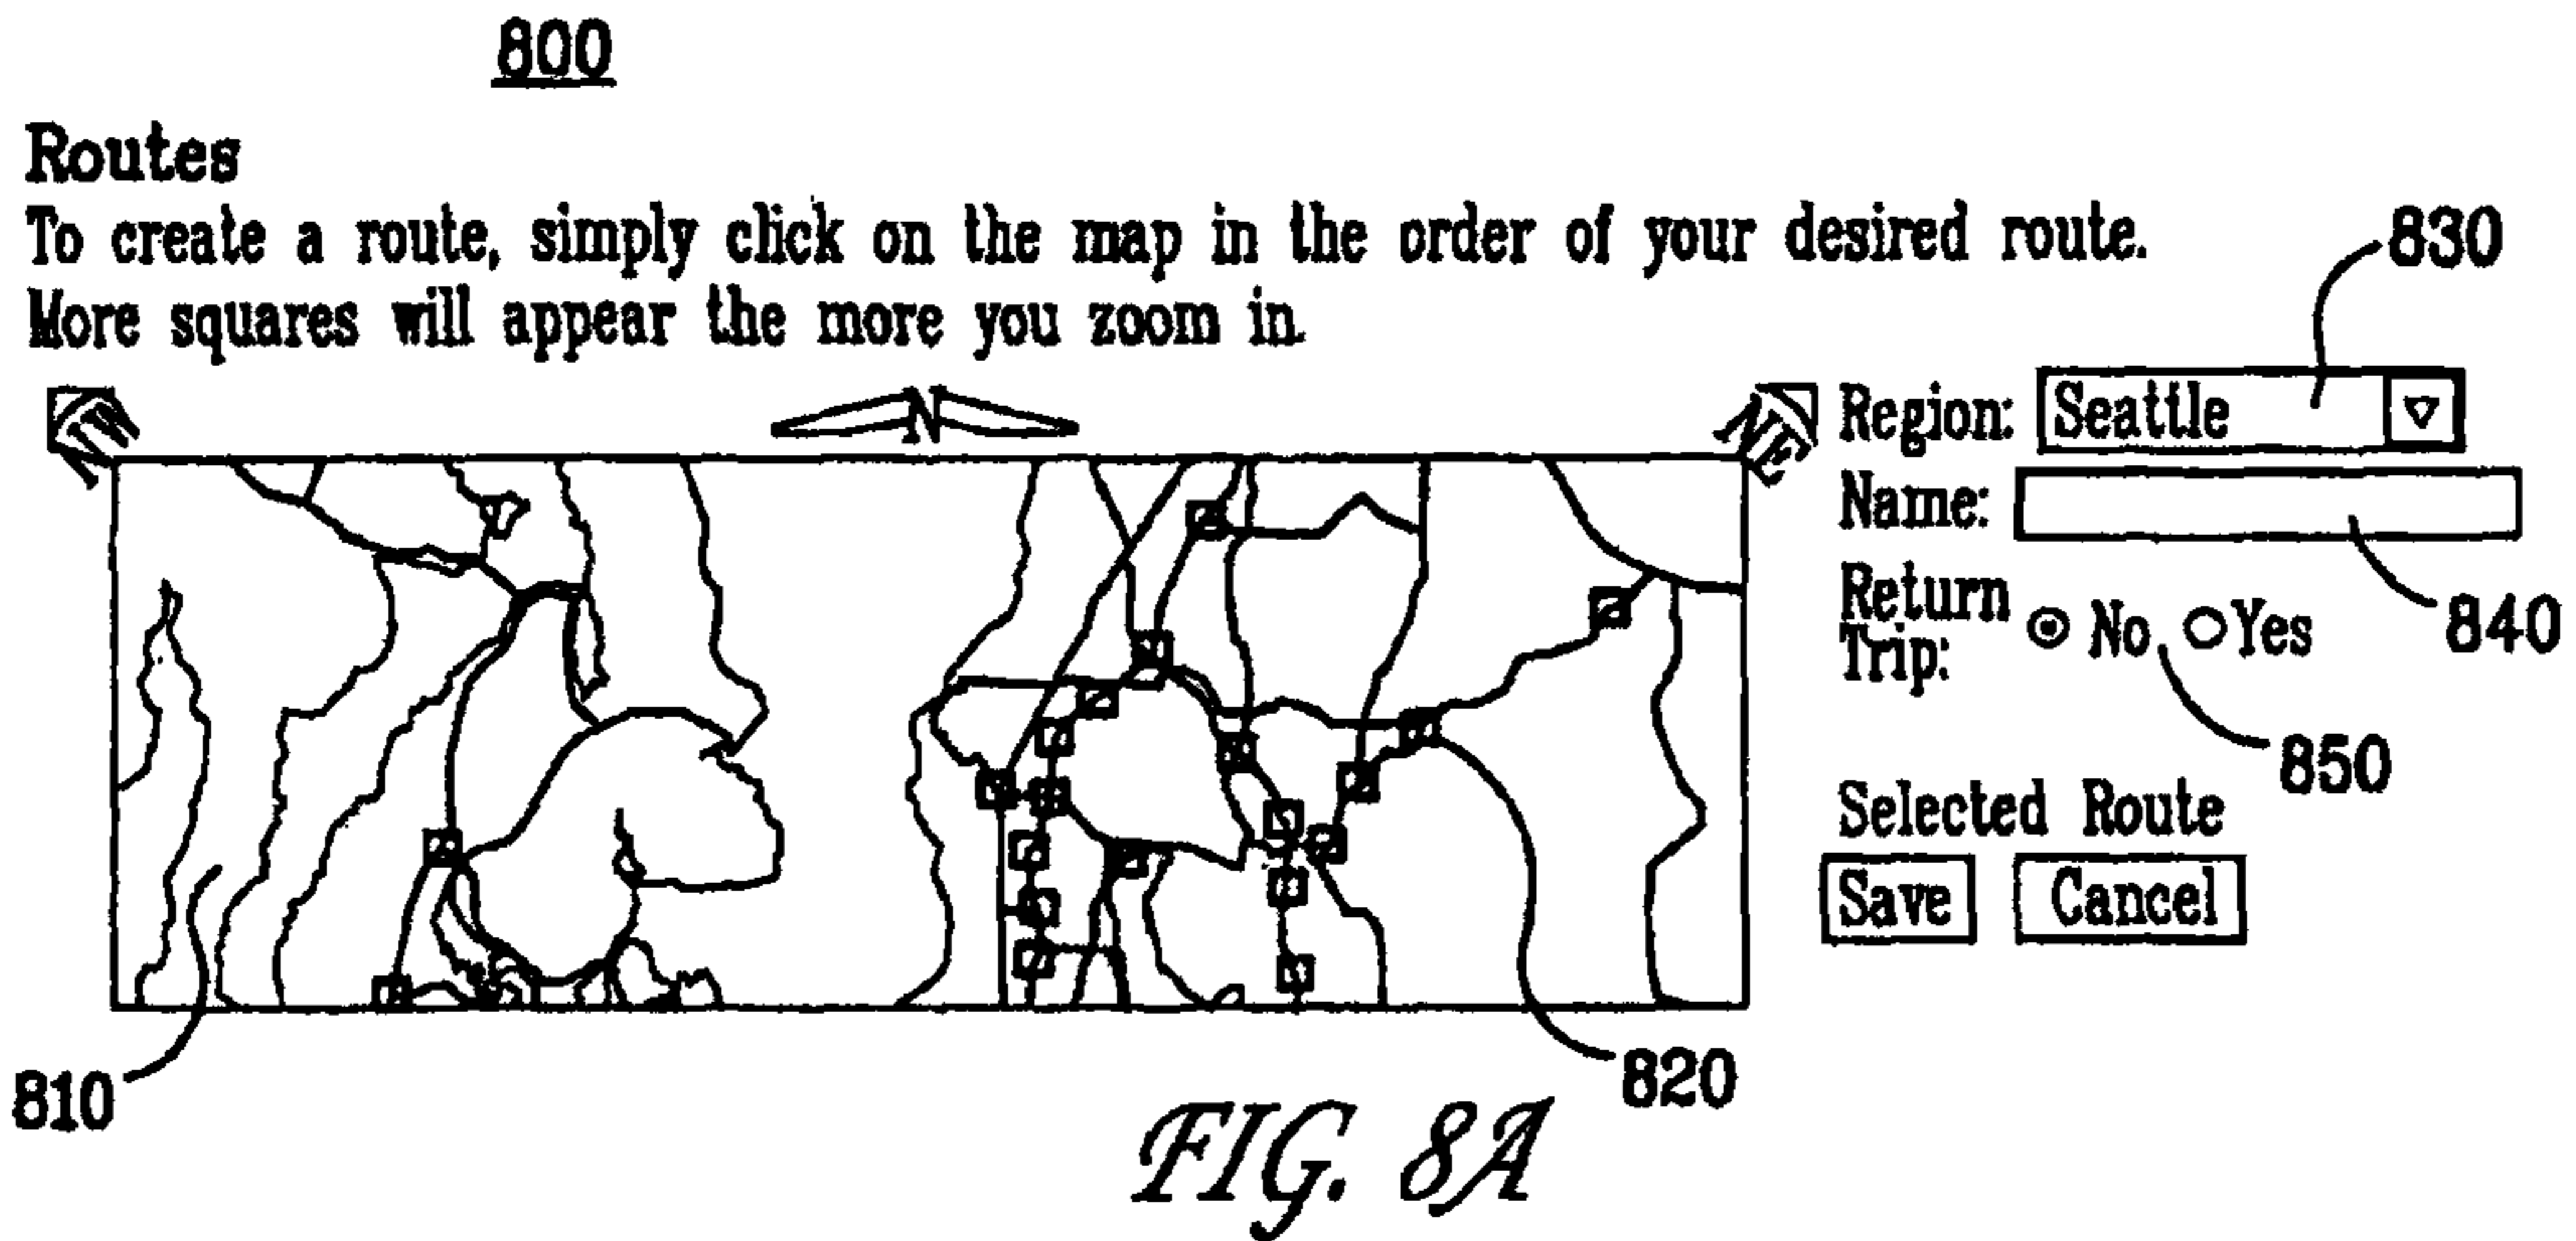 800
Routes
To create a route, simply click on the map in the order of your desired route.
More squares will appear the more you zoom in.
N
NE
Region: Seattle
Name:
Return Trip: No Yes
Selected Route
Save Cancel
830
840
850
810
820
FIG. 8A